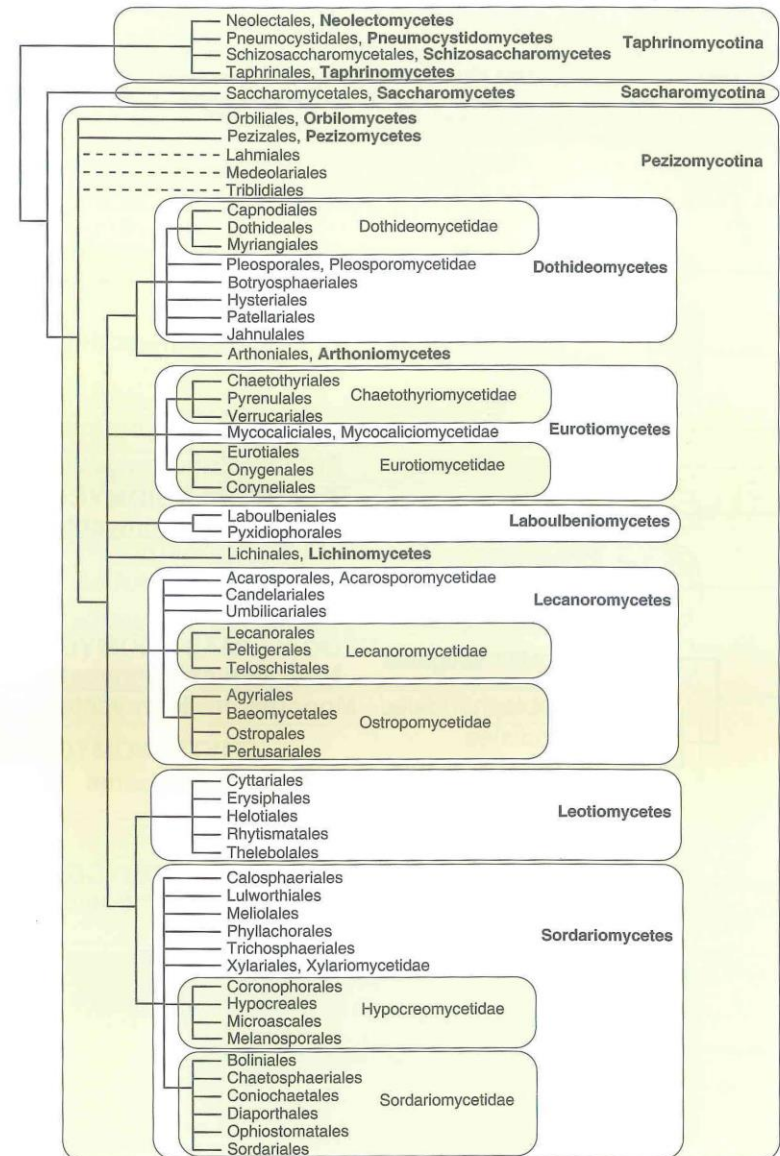 Neolectales, Neolectomycetes
Pneumocystidales, Pneumocystidomycetes
Taphrinomycotina
Schizosaccharomycetales, Schizosaccharomycetes
Taphrinales, Taphrinomycetes
Saccharomycetales, Saccharomycetes
Saccharomycotina
Orbiliales, Orbilomycetes
Pezizales, Pezizomycetes
Lahmiales
Pezizomycotina
Medeolariales
Triblidiales
Capnodiales
Dothideales
Dothideomycetidae
Myriangiales
Pleosporales, Pleosporomycetidae
Dothideomycetes
Botryosphaeriales
Hysteriales
Patellariales
Jahnulales
Arthoniales, Arthoniomycetes
Chaetothyriales
Pyrenulales
Chaetothyriomycetidae
Verrucariales
Mycocaliciales, Mycocaliciomycetidae
Eurotiomycetes
Eurotiales
Onygenales
Eurotiomycetidae
Coryneliales
Laboulbeniales
Laboulbeniomycetes
Pyxidiophorales
Lichinales, Lichinomycetes
Acarosporales, Acarosporomycetidae
Candelariales
Lecanoromycetes
Umbilicariales
Lecanorales
Peltigerales
Lecanoromycetidae
Teloschistales
Agyriales
Baeomycetales
Ostropomycetidae
Ostropales
Pertusariales
Cyttariales
Erysiphales
Helotiales
Leotiomycetes
Rhytismatales
Thelebolales
Calosphaeriales
Lulworthiales
Meliolales
Phyllachorales
Sordariomycetes
Trichosphaeriales
Xylariales, Xylariomycetidae
Coronophorales
Hypocreales
Hypocreomycetidae
Microascales
Melanosporales
Boliniales
Chaetosphaeriales
Coniochaetales
Sordariomycetidae
Diaporthales
Ophiostomatales
Sordariales